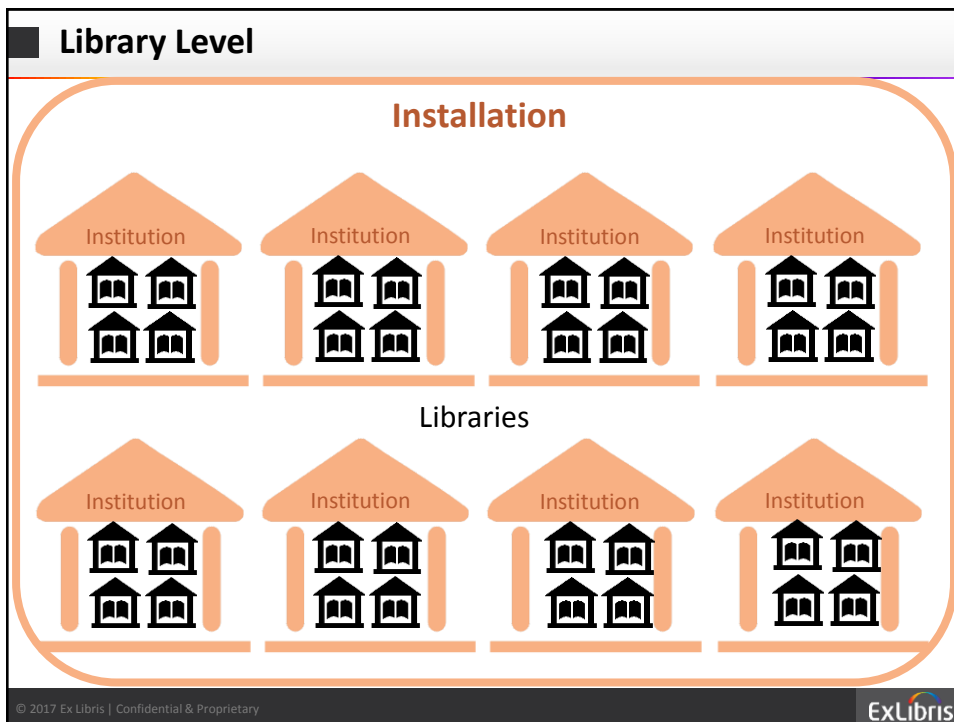 Library Level
Installation
Institution
Institution
Institution
Institution
Libraries
Institution
Institution
Institution
Institution
© 2017 Ex Libris | Confidential & Proprietary
ExLibris